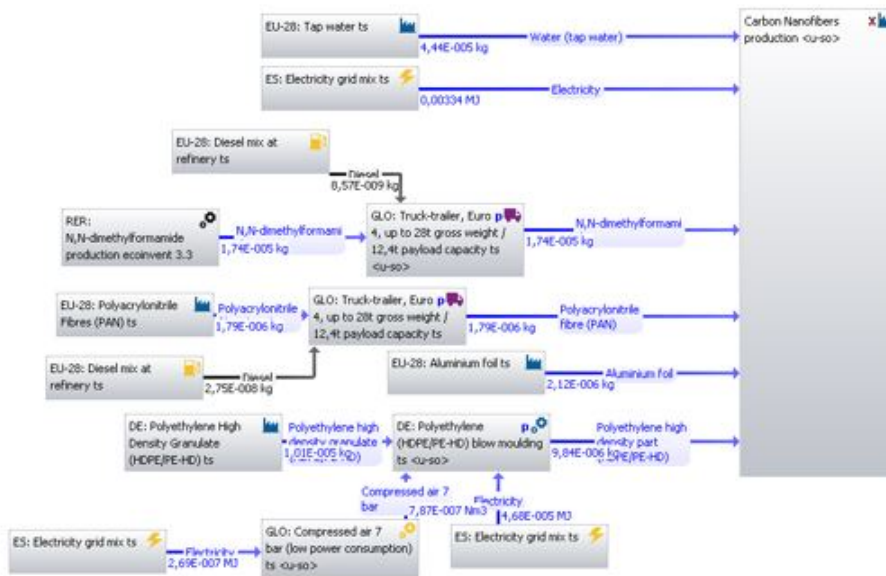 EU-28: Tap water ts
4,44E-005 kg
Water (tap water)
Carbon Nanofibers
production <u-so>
ES: Electricity grid mix ts
0,00334 MJ
Electricity
EU-28: Diesel mix at
refinery ts
Diesel
8,57E-009 kg
RER:
N,N-dimethylformamide
production ecoinvent 3.3
N,N-dimethylformami
1,74E-005 kg
GLO: Truck-trailer, Euro p
4, up to 28t gross weight /
12,4t payload capacity ts
<u-so>
N,N-dimethylformami
1,74E-005 kg
EU-28: Polyacrylonitrile
Fibres (PAN) ts
Polyacrylonitrile
1,79E-006 kg
GLO: Truck-trailer, Euro p
4, up to 28t gross weight /
12,4t payload capacity ts
1,79E-006 kg
Polyacrylonitrile
fibre (PAN)
EU-28: Diesel mix at
refinery ts
Diesel
2,75E-008 kg
EU-28: Aluminium foil ts
Aluminium foil
2,12E-006 kg
DE: Polyethylene High
Density Granulate
(HDPE/PE-HD) ts
Polyethylene high
density granulate
1,01E-005 kg
DE: Polyethylene p
(HDPE/PE-HD) blow moulding
ts <u-so>
Polyethylene high
density part
(HDPE/PE-HD)
9,84E-006 kg
Compressed air 7
bar
7,87E-007 Nm3
Electricity
4,68E-005 MJ
ES: Electricity grid mix ts
Electricity
2,69E-007 MJ
GLO: Compressed air 7
bar (low power consumption)
ts <u-so>
ES: Electricity grid mix ts